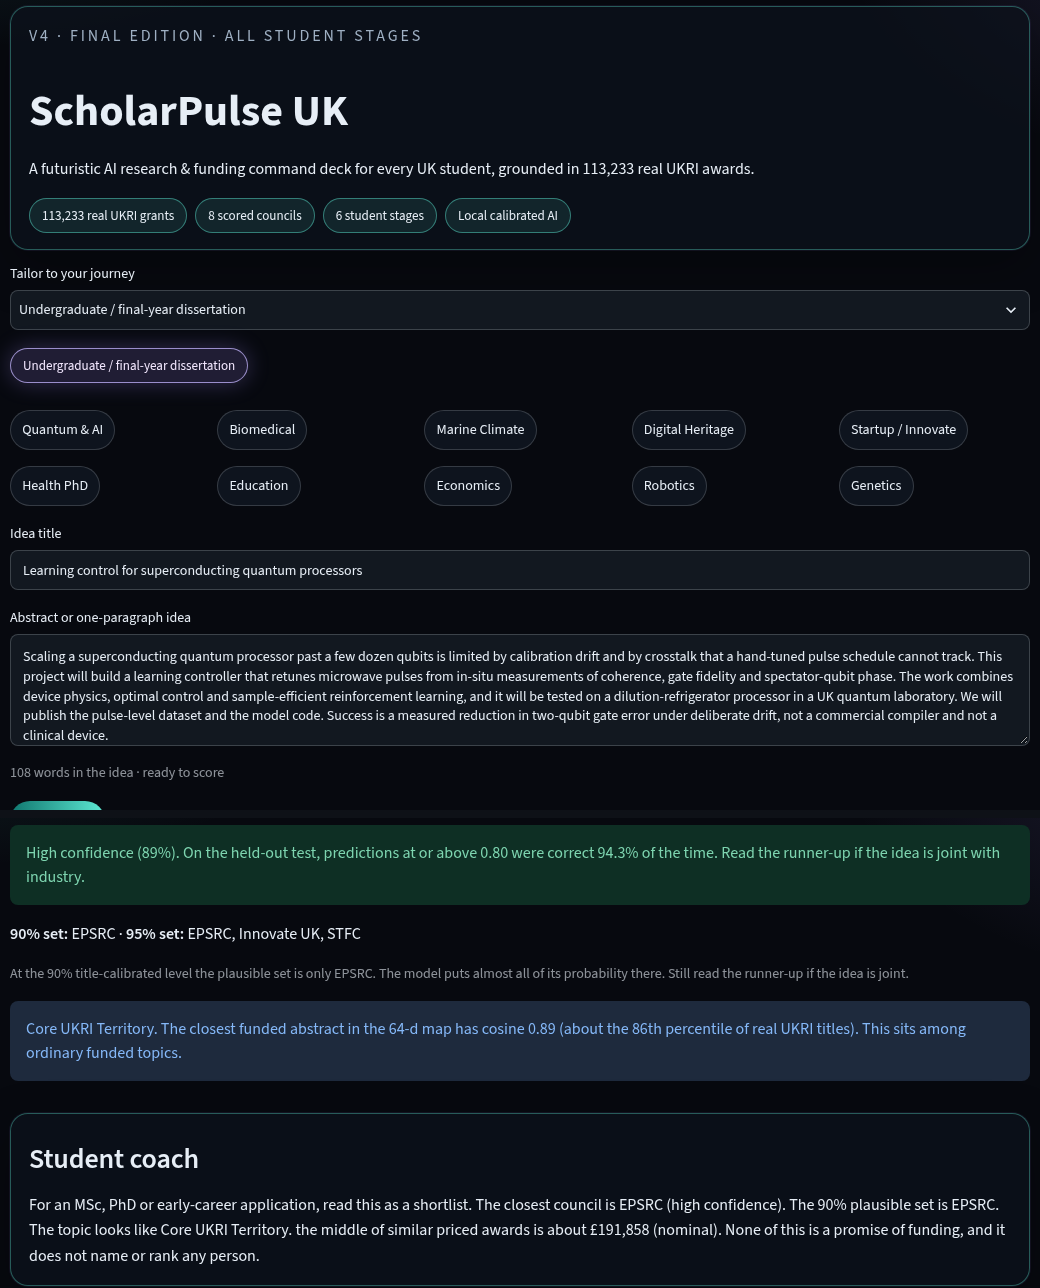 V4 · FINAL EDITION · ALL STUDENT STAGES
ScholarPulse UK
A futuristic AI research & funding command deck for every UK student, grounded in 113,233 real UKRI awards.
113,233 real UKRI grants
8 scored councils
6 student stages
Local calibrated AI
Tailor to your journey
Undergraduate / final-year dissertation
Undergraduate / final-year dissertation
Quantum & AI
Biomedical
Marine Climate
Digital Heritage
Startup / Innovate
Health PhD
Education
Economics
Robotics
Genetics
Idea title
Learning control for superconducting quantum processors
Abstract or one-paragraph idea
Scaling a superconducting quantum processor past a few dozen qubits is limited by calibration drift and by crosstalk that a hand-tuned pulse schedule cannot track. This
project will build a learning controller that retunes microwave pulses from in-situ measurements of coherence, gate fidelity and spectator-qubit phase. The work combines
device physics, optimal control and sample-efficient reinforcement learning, and it will be tested on a dilution-refrigerator processor in a UK quantum laboratory. We will
publish the pulse-level dataset and the model code. Success is a measured reduction in two-qubit gate error under deliberate drift, not a commercial compiler and not a
clinical device.
108 words in the idea · ready to score
High confidence (89%). On the held-out test, predictions at or above 0.80 were correct 94.3% of the time. Read the runner-up if the idea is joint with
industry.
90% set: EPSRC · 95% set: EPSRC, Innovate UK, STFC
At the 90% title-calibrated level the plausible set is only EPSRC. The model puts almost all of its probability there. Still read the runner-up if the idea is joint.
Core UKRI Territory. The closest funded abstract in the 64-d map has cosine 0.89 (about the 86th percentile of real UKRI titles). This sits among
ordinary funded topics.
Student coach
For an MSc, PhD or early-career application, read this as a shortlist. The closest council is EPSRC (high confidence). The 90% plausible set is EPSRC.
The topic looks like Core UKRI Territory. the middle of similar priced awards is about £191,858 (nominal). None of this is a promise of funding, and it
does not name or rank any person.